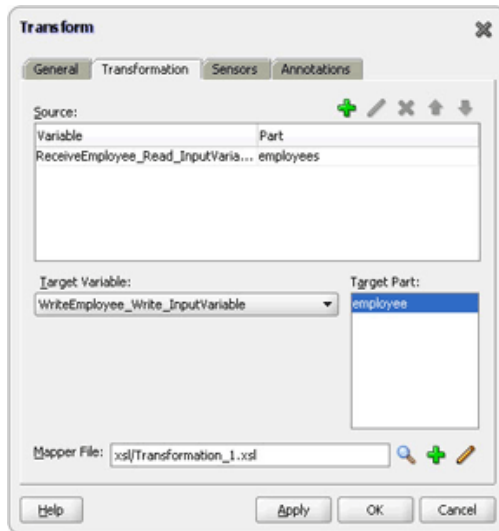 Transform
General Transformation Sensors Annotations
Source:
Variable Part
ReceiveEmployee_Read_InputVaria... employees
Target Variable: Target Part:
WriteEmployee_Write_InputVariable employee
Mapper File: xsl/Transformation_1.xsl
Help Apply OK Cancel